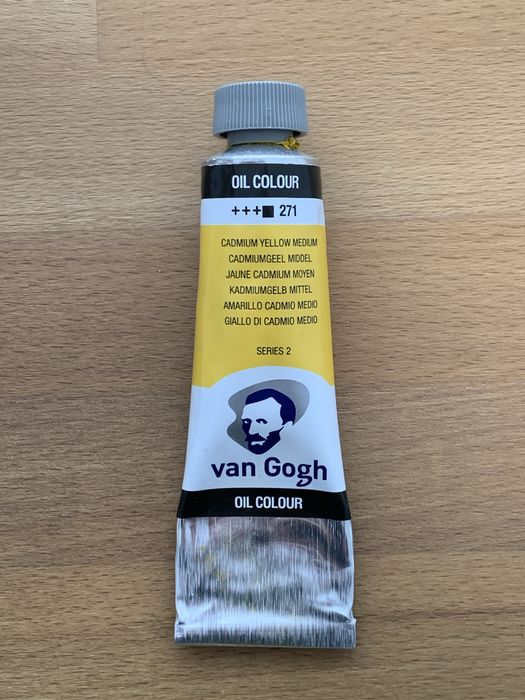 OIL COLOUR
+++■ 271
CADMIUM YELLOW MEDIUM
CADMIUMGEEL MIDDEL
JAUNE CADMIUM MOYEN
KADMIUMGELB MITTEL
AMARILLO CADMIO MEDIO
GIALLO DI CADMIO MEDIO
SERIES 2
van Gogh
OIL COLOUR